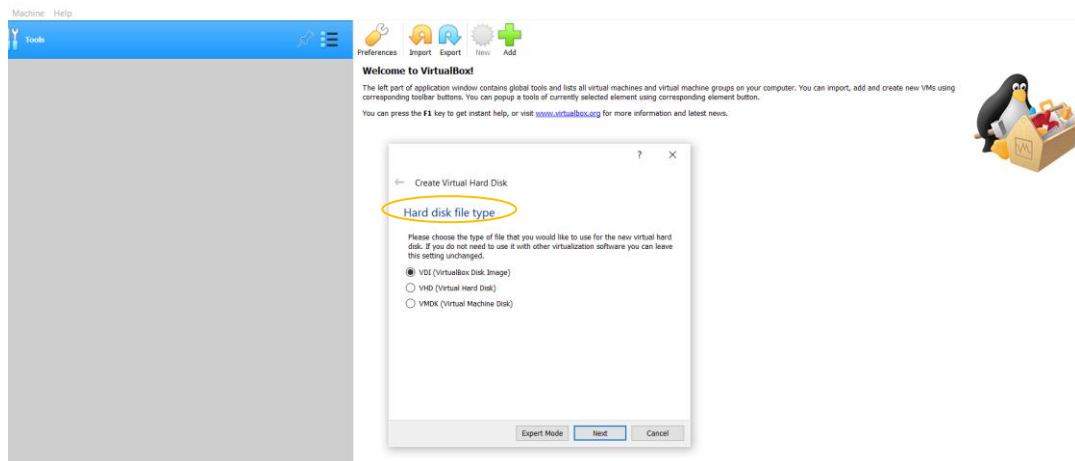 Machine Help
Tools
Preferences Import Export New Add
Welcome to VirtualBox!
The left part of application window contains global tools and lists all virtual machines and virtual machine groups on your computer. You can import, add and create new VMs using
corresponding toolbar buttons. You can popup a tools of currently selected element using corresponding element button.
You can press the F1 key to get instant help, or visit www.virtualbox.org for more information and latest news.
? ×
← Create Virtual Hard Disk
Hard disk file type
Please choose the type of file that you would like to use for the new virtual hard
disk. If you do not need to use it with other virtualization software you can leave
this setting unchanged.
VDI (VirtualBox Disk Image)
VHD (Virtual Hard Disk)
VMDK (Virtual Machine Disk)
Expert Mode Next Cancel